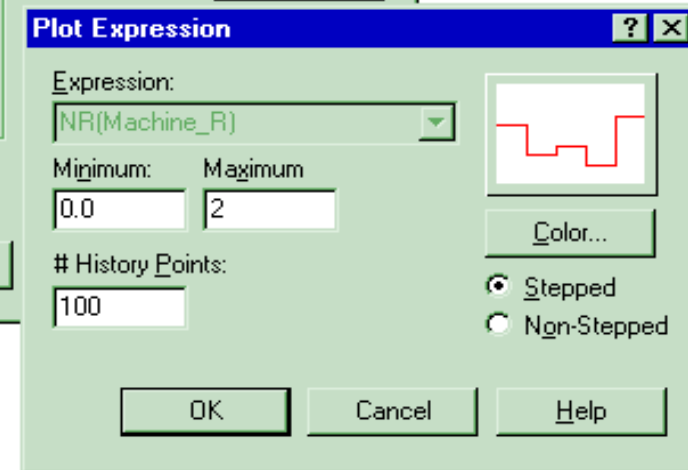 Plot Expression
Expression:
NR(Machine_R)
Minimum: Maximum
0.0 2
Color...
# History Points:
100
Stepped
Non-Stepped
OK Cancel Help